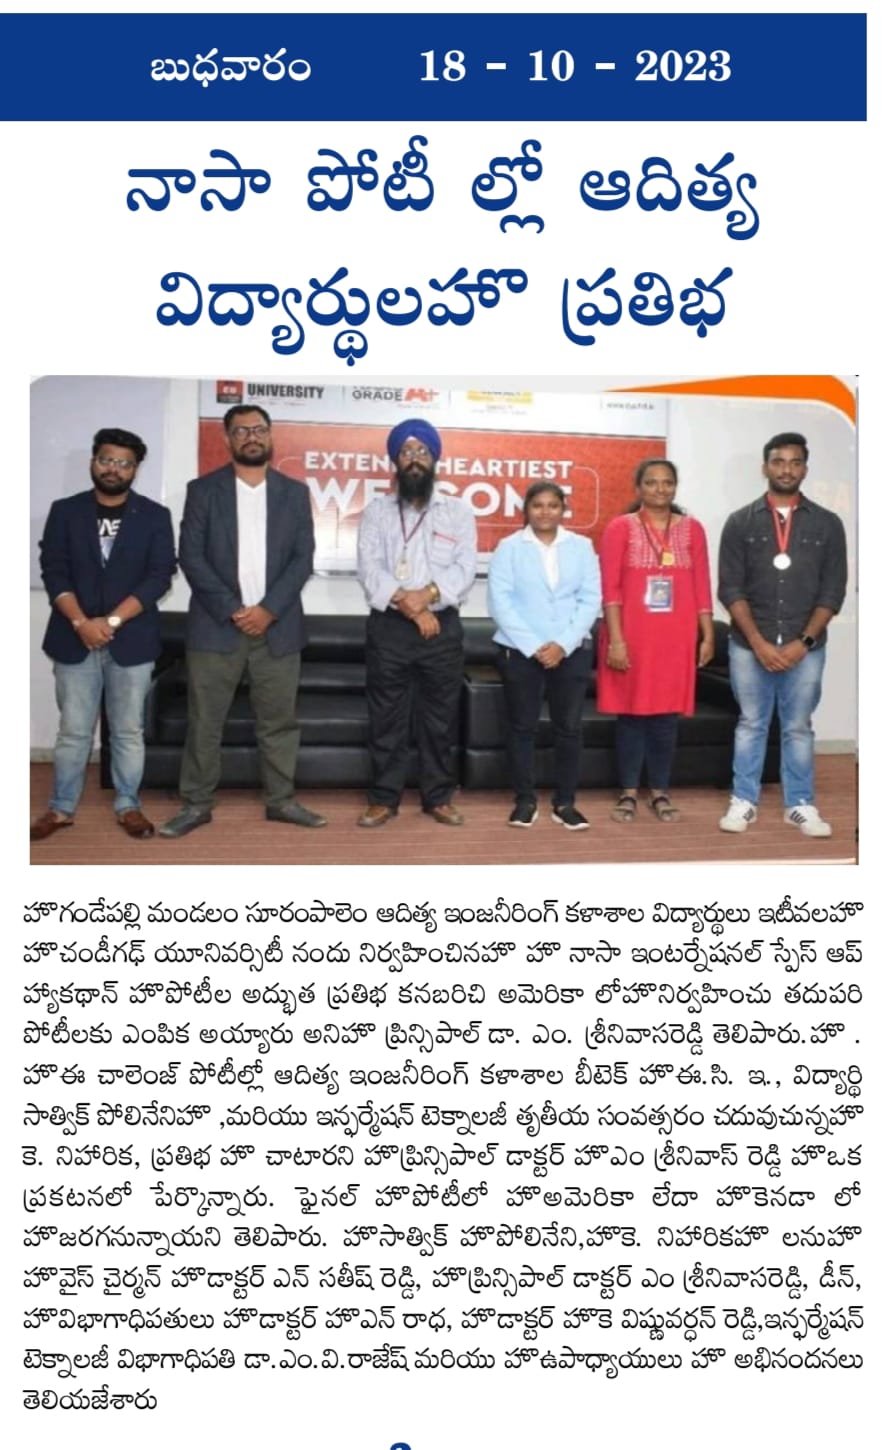 బుధవారం 18 - 10 - 2023
నాసా పోటీ ల్లో ఆదిత్య
విద్యార్థులహొ ప్రతిభ
UNIVERSITY
GRADE A+
EXTEND HEARTIEST
WELCOME
హొగండేపల్లి మండలం సూరంపాలెం ఆదిత్య ఇంజనీరింగ్ కళాశాల విద్యార్థులు ఇటీవలహొ
హొచండీగఢ్ యూనివర్సిటీ నందు నిర్వహించినహొ హొ నాసా ఇంటర్నేషనల్ స్పేస్ ఆప్
హ్యాకథాన్ హొపోటీల అద్భుత ప్రతిభ కనబరిచి అమెరికా లోహొనిర్వహించు తదుపరి
పోటీలకు ఎంపిక అయ్యారు అనిహొ ప్రిన్సిపాల్ డా. ఎం. శ్రీనివాసరెడ్డి తెలిపారు.హొ .
హొఈ చాలెంజ్ పోటీల్లో ఆదిత్య ఇంజనీరింగ్ కళాశాల బీటెక్ హొఈ.సి. ఇ., విద్యార్థి
సాత్విక్ పోలినేనిహొ ,మరియు ఇన్ఫర్మేషన్ టెక్నాలజీ తృతీయ సంవత్సరం చదువుచున్నహొ
కె. నిహారిక, ప్రతిభ హొ చాటారని హొప్రిన్సిపాల్ డాక్టర్ హొఎం శ్రీనివాస్ రెడ్డి హొఒక
ప్రకటనలో పేర్కొన్నారు. ఫైనల్ హొపోటీలో హొఅమెరికా లేదా హొకెనడా లో
హొజరగనున్నాయని తెలిపారు. హొసాత్విక్ హొపోలినేని,హొకె. నిహారికహొ లనుహొ
హొవైస్ చైర్మన్ హొడాక్టర్ ఎన్ సతీష్ రెడ్డి, హొప్రిన్సిపాల్ డాక్టర్ ఎం శ్రీనివాసరెడ్డి, డీన్,
హొవిభాగాధిపతులు హొడాక్టర్ హొఎన్ రాధ, హొడాక్టర్ హొకె విష్ణువర్ధన్ రెడ్డి,ఇన్ఫర్మేషన్
టెక్నాలజీ విభాగాధిపతి డా.ఎం.వి.రాజేష్ మరియు హొఉపాధ్యాయులు హొ అభినందనలు
తెలియజేశారు